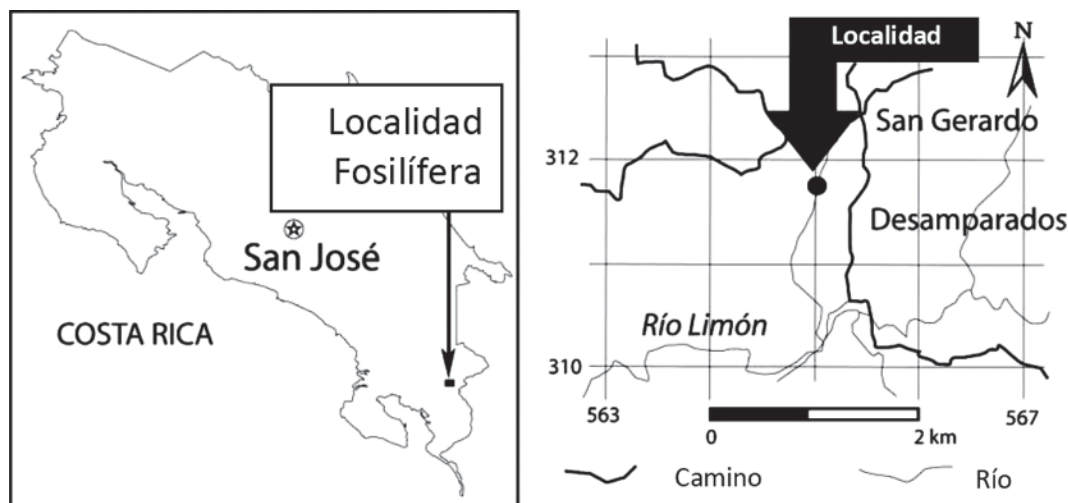 Localidad
Fosilífera
San José
COSTA RICA
Localidad
N
San Gerardo
312
Desamparados
Río Limón
310
563
567
0
2 km
Camino
Río